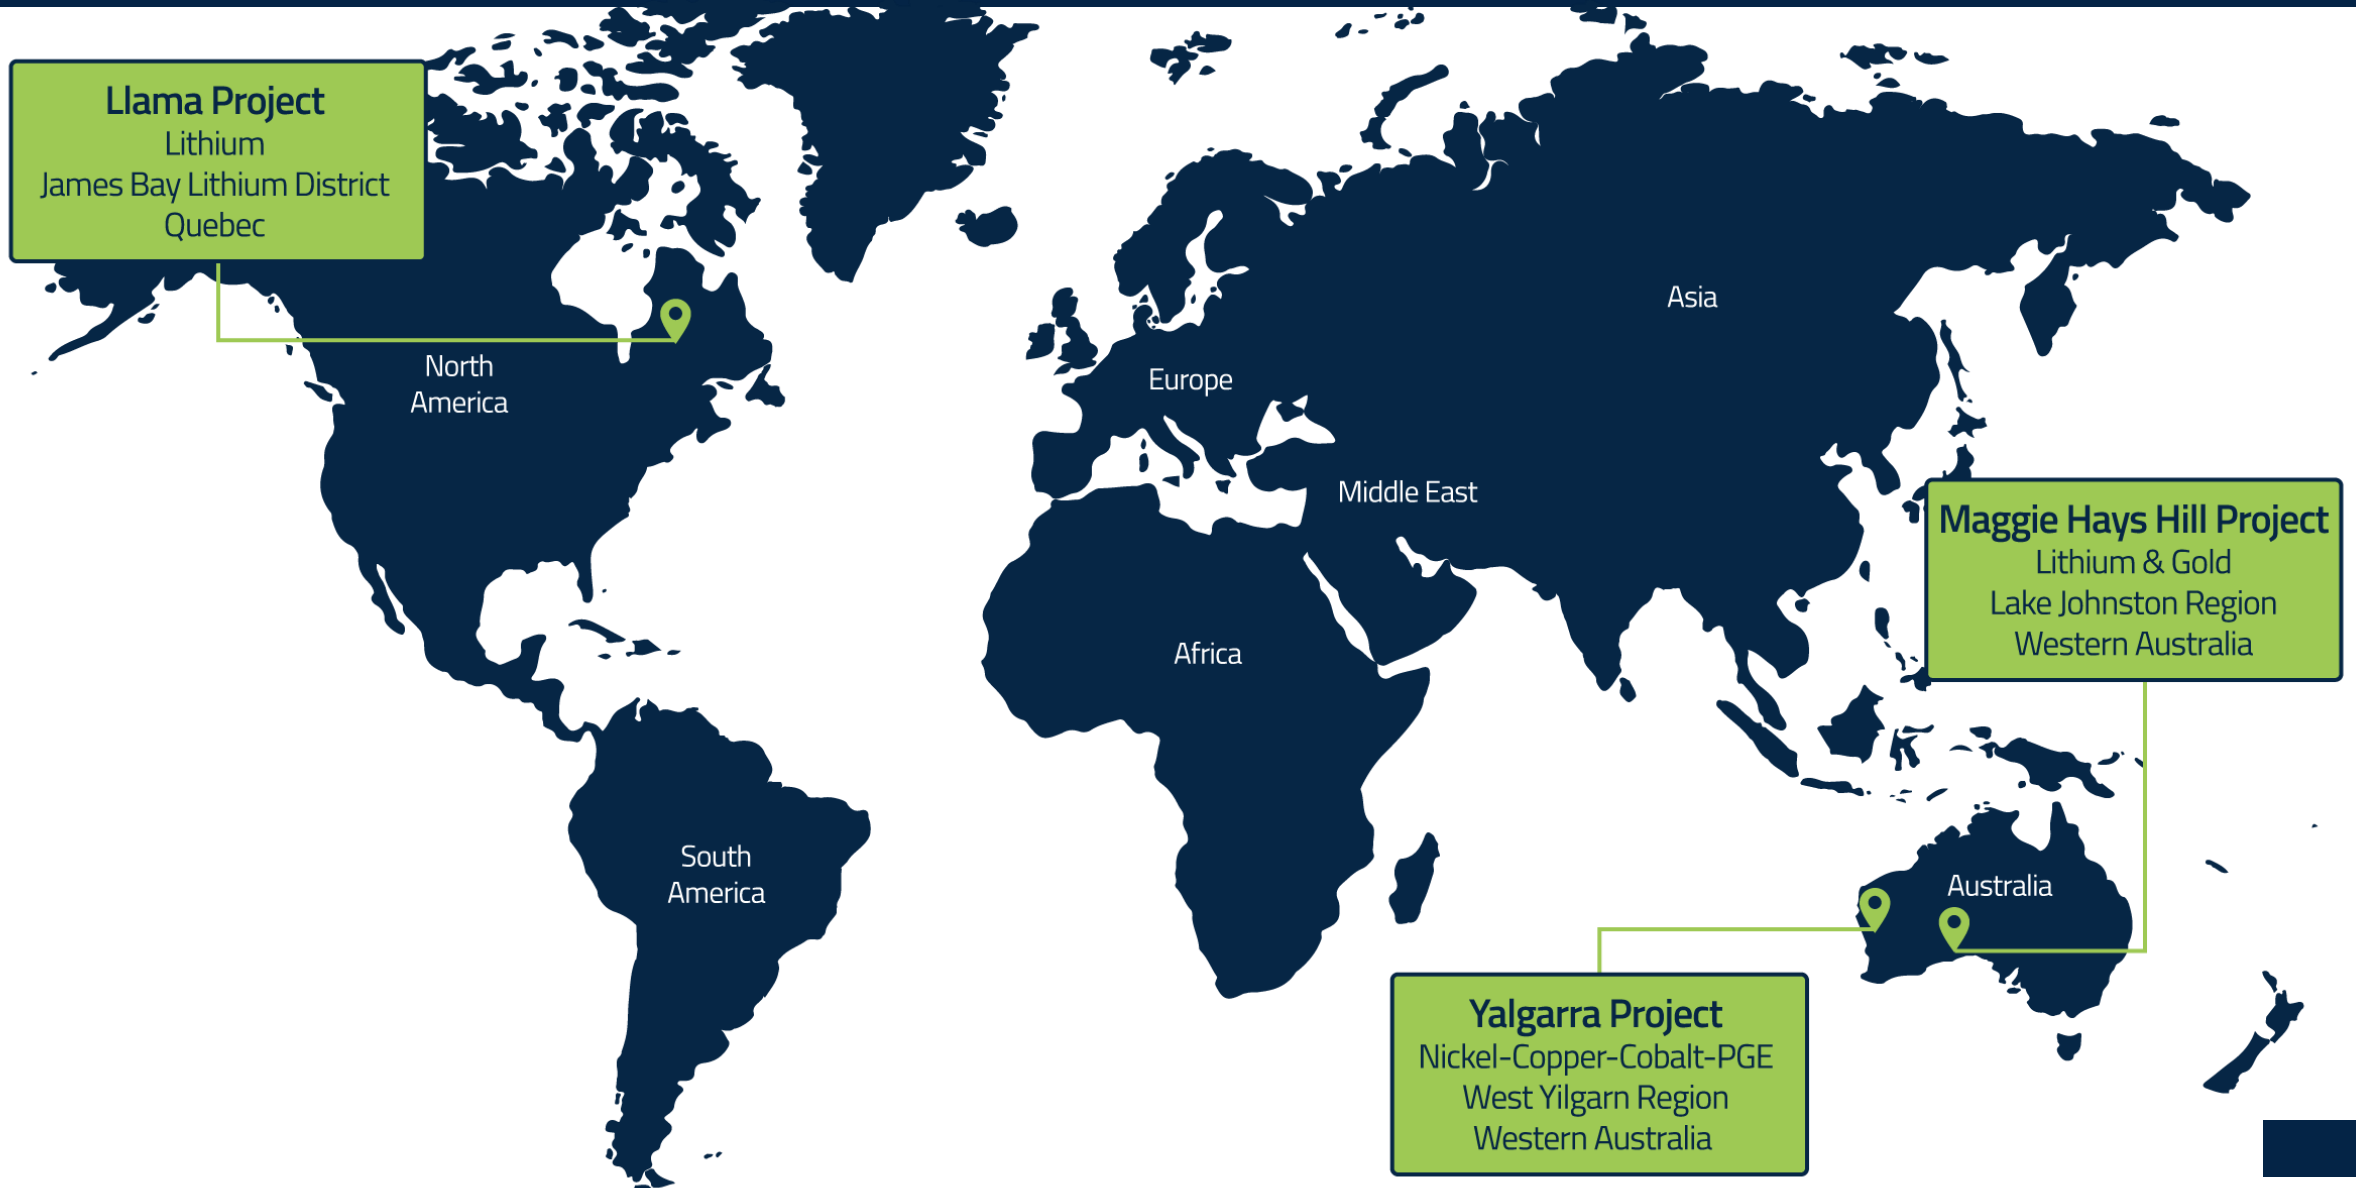 Llama Project
Lithium
James Bay Lithium District
Quebec
North
America
South
America
Europe
Asia
Middle East
Africa
Australia
Maggie Hays Hill Project
Lithium & Gold
Lake Johnston Region
Western Australia
Yalgarra Project
Nickel-Copper-Cobalt-PGE
West Yilgarn Region
Western Australia